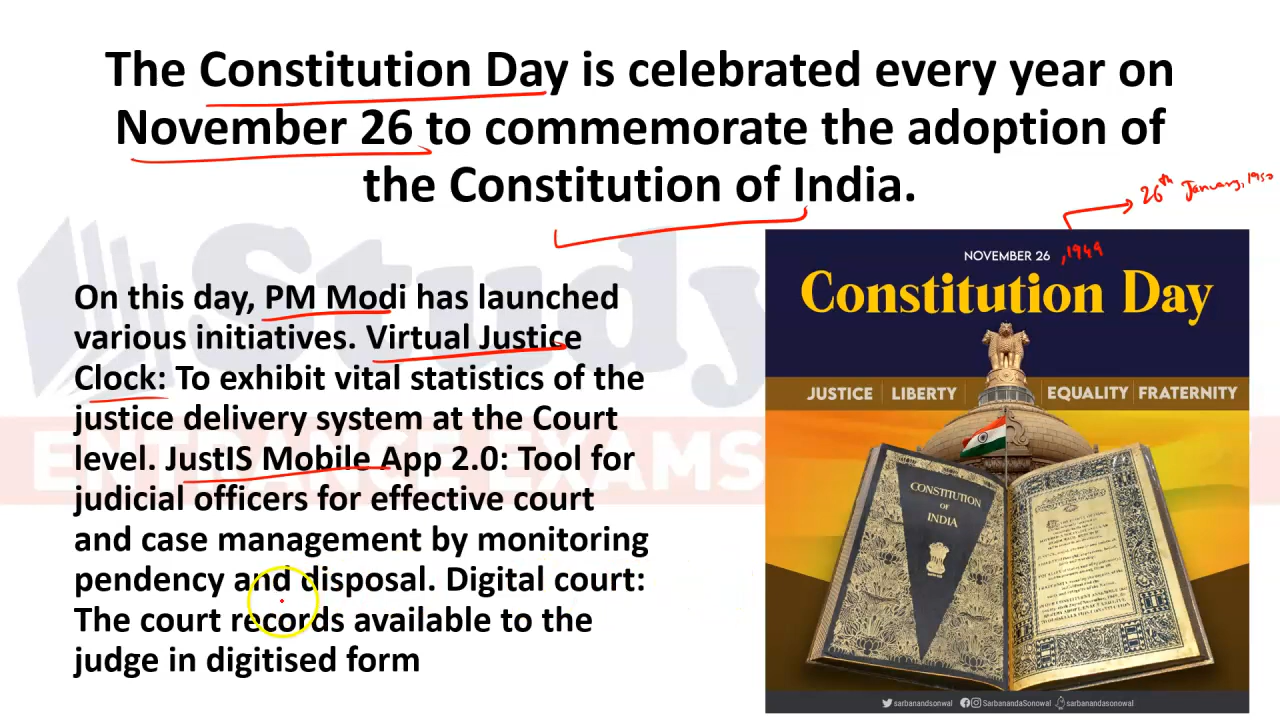 The Constitution Day is celebrated every year on
November 26 to commemorate the adoption of
the Constitution of India.
26th January, 1950
On this day, PM Modi has launched
various initiatives. Virtual Justice
Clock: To exhibit vital statistics of the
justice delivery system at the Court
level. JustIS Mobile App 2.0: Tool for
judicial officers for effective court
and case management by monitoring
pendency and disposal. Digital court:
The court records available to the
judge in digitised form
Study
ENTRANCE EXAMS
NOVEMBER 26 ,1949
Constitution Day
JUSTICE LIBERTY EQUALITY FRATERNITY
CONSTITUTION
OF
INDIA
sarbanandsonwal SarbanandaSonowal sarbanandasonowal